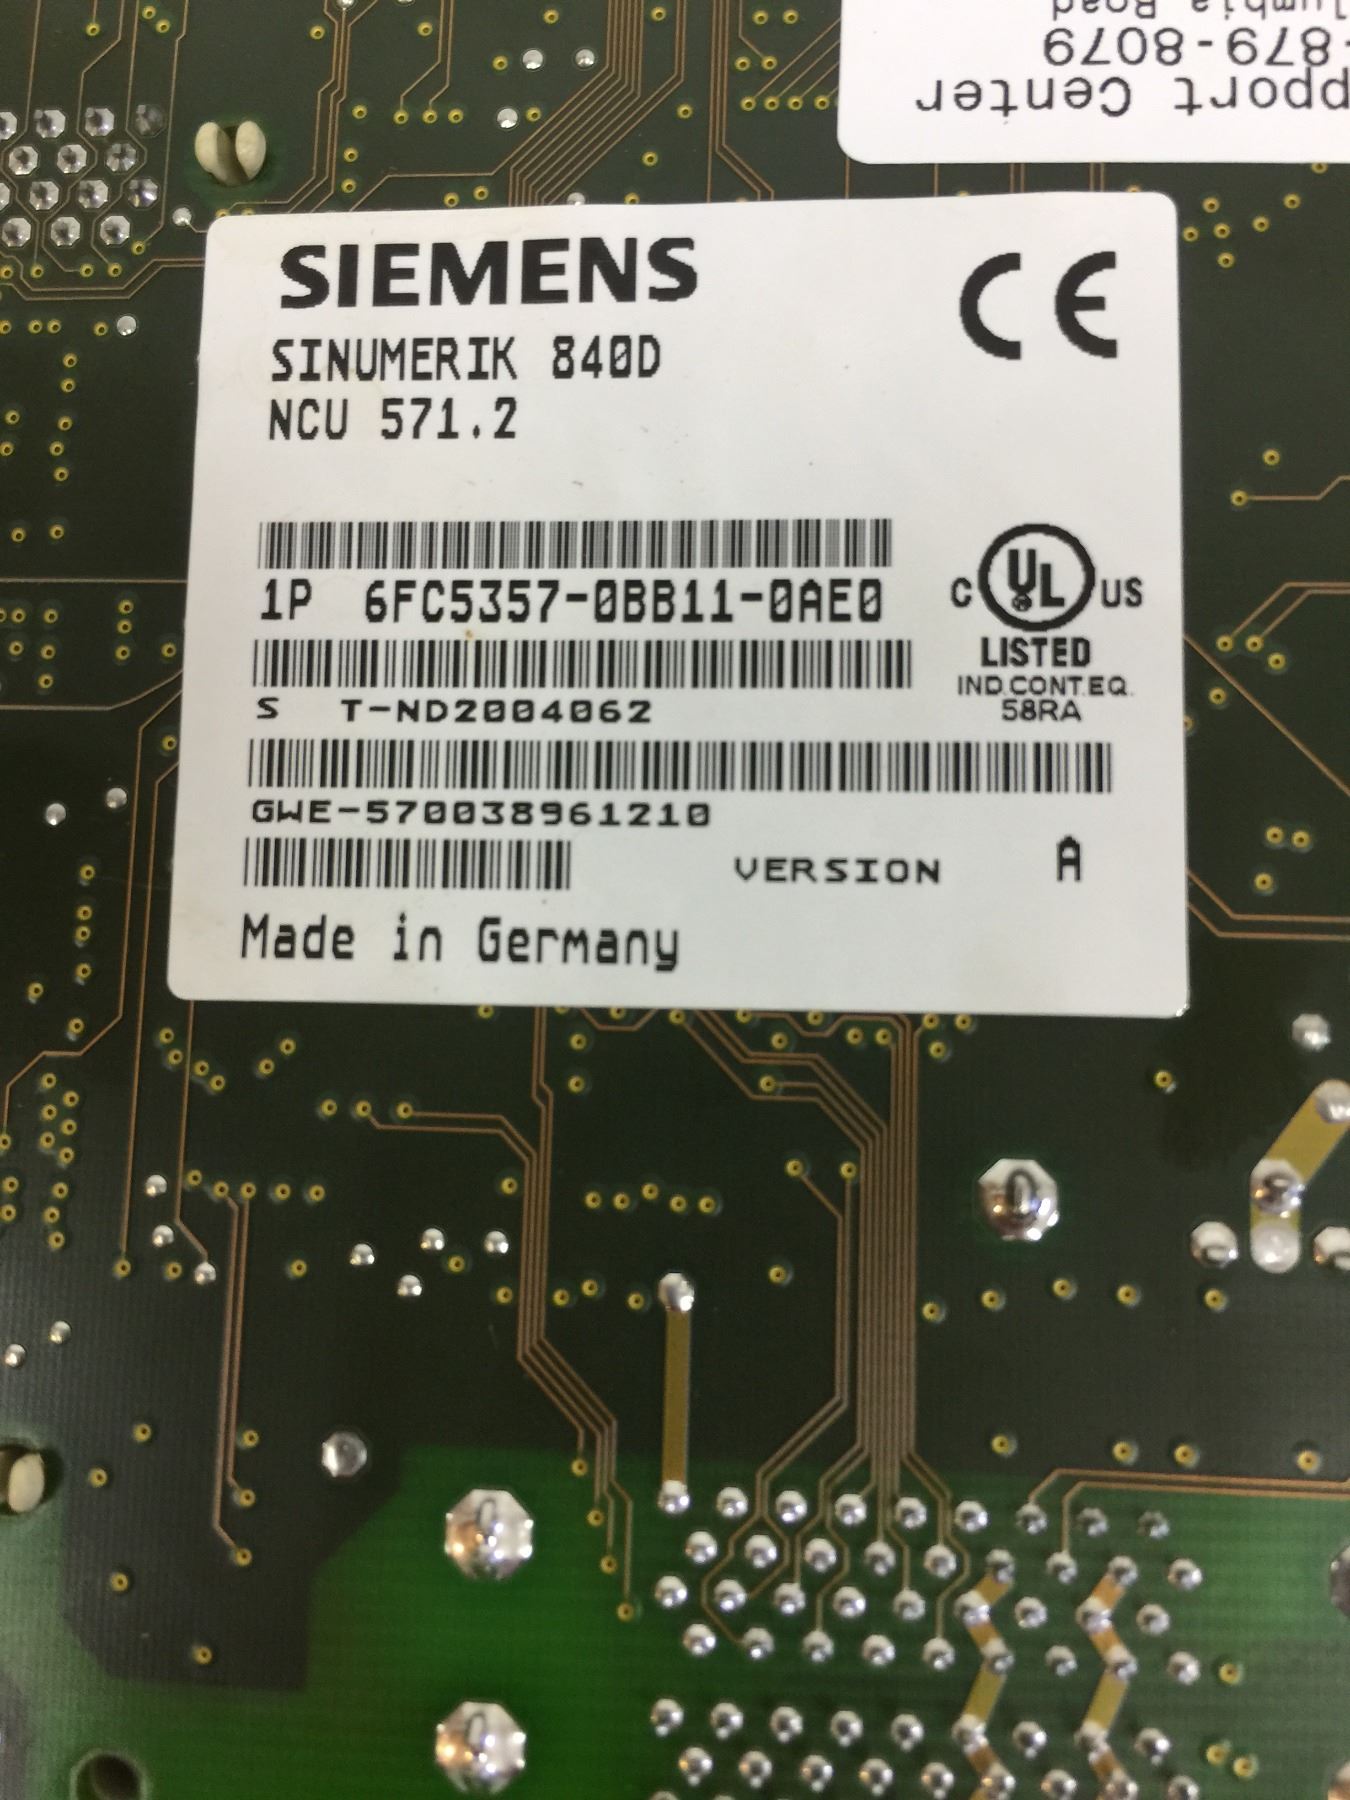 pport Center
-879-8079
Road
SIEMENS
CE
SINUMERIK 840D
NCU 571.2
1P 6FC5357-0BB11-0AE0
C UL US
LISTED
IND.CONT.EQ.
58RA
S T-ND2004062
GWE-570038961210
VERSION A
Made in Germany